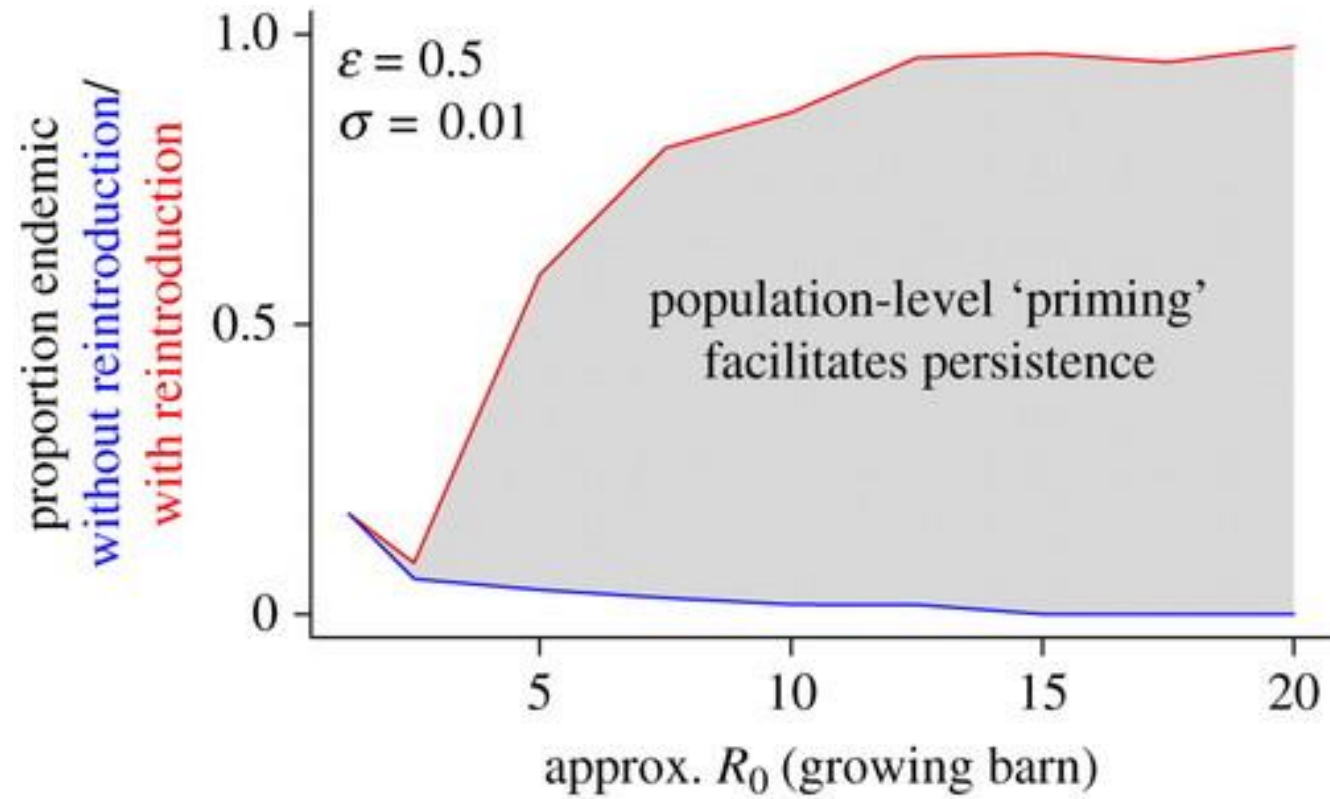 proportion endemic
without reintroduction/
with reintroduction
1.0
0.5
0
ε = 0.5
σ = 0.01
population-level ‘priming’
facilitates persistence
5 10 15 20
approx. R₀ (growing barn)